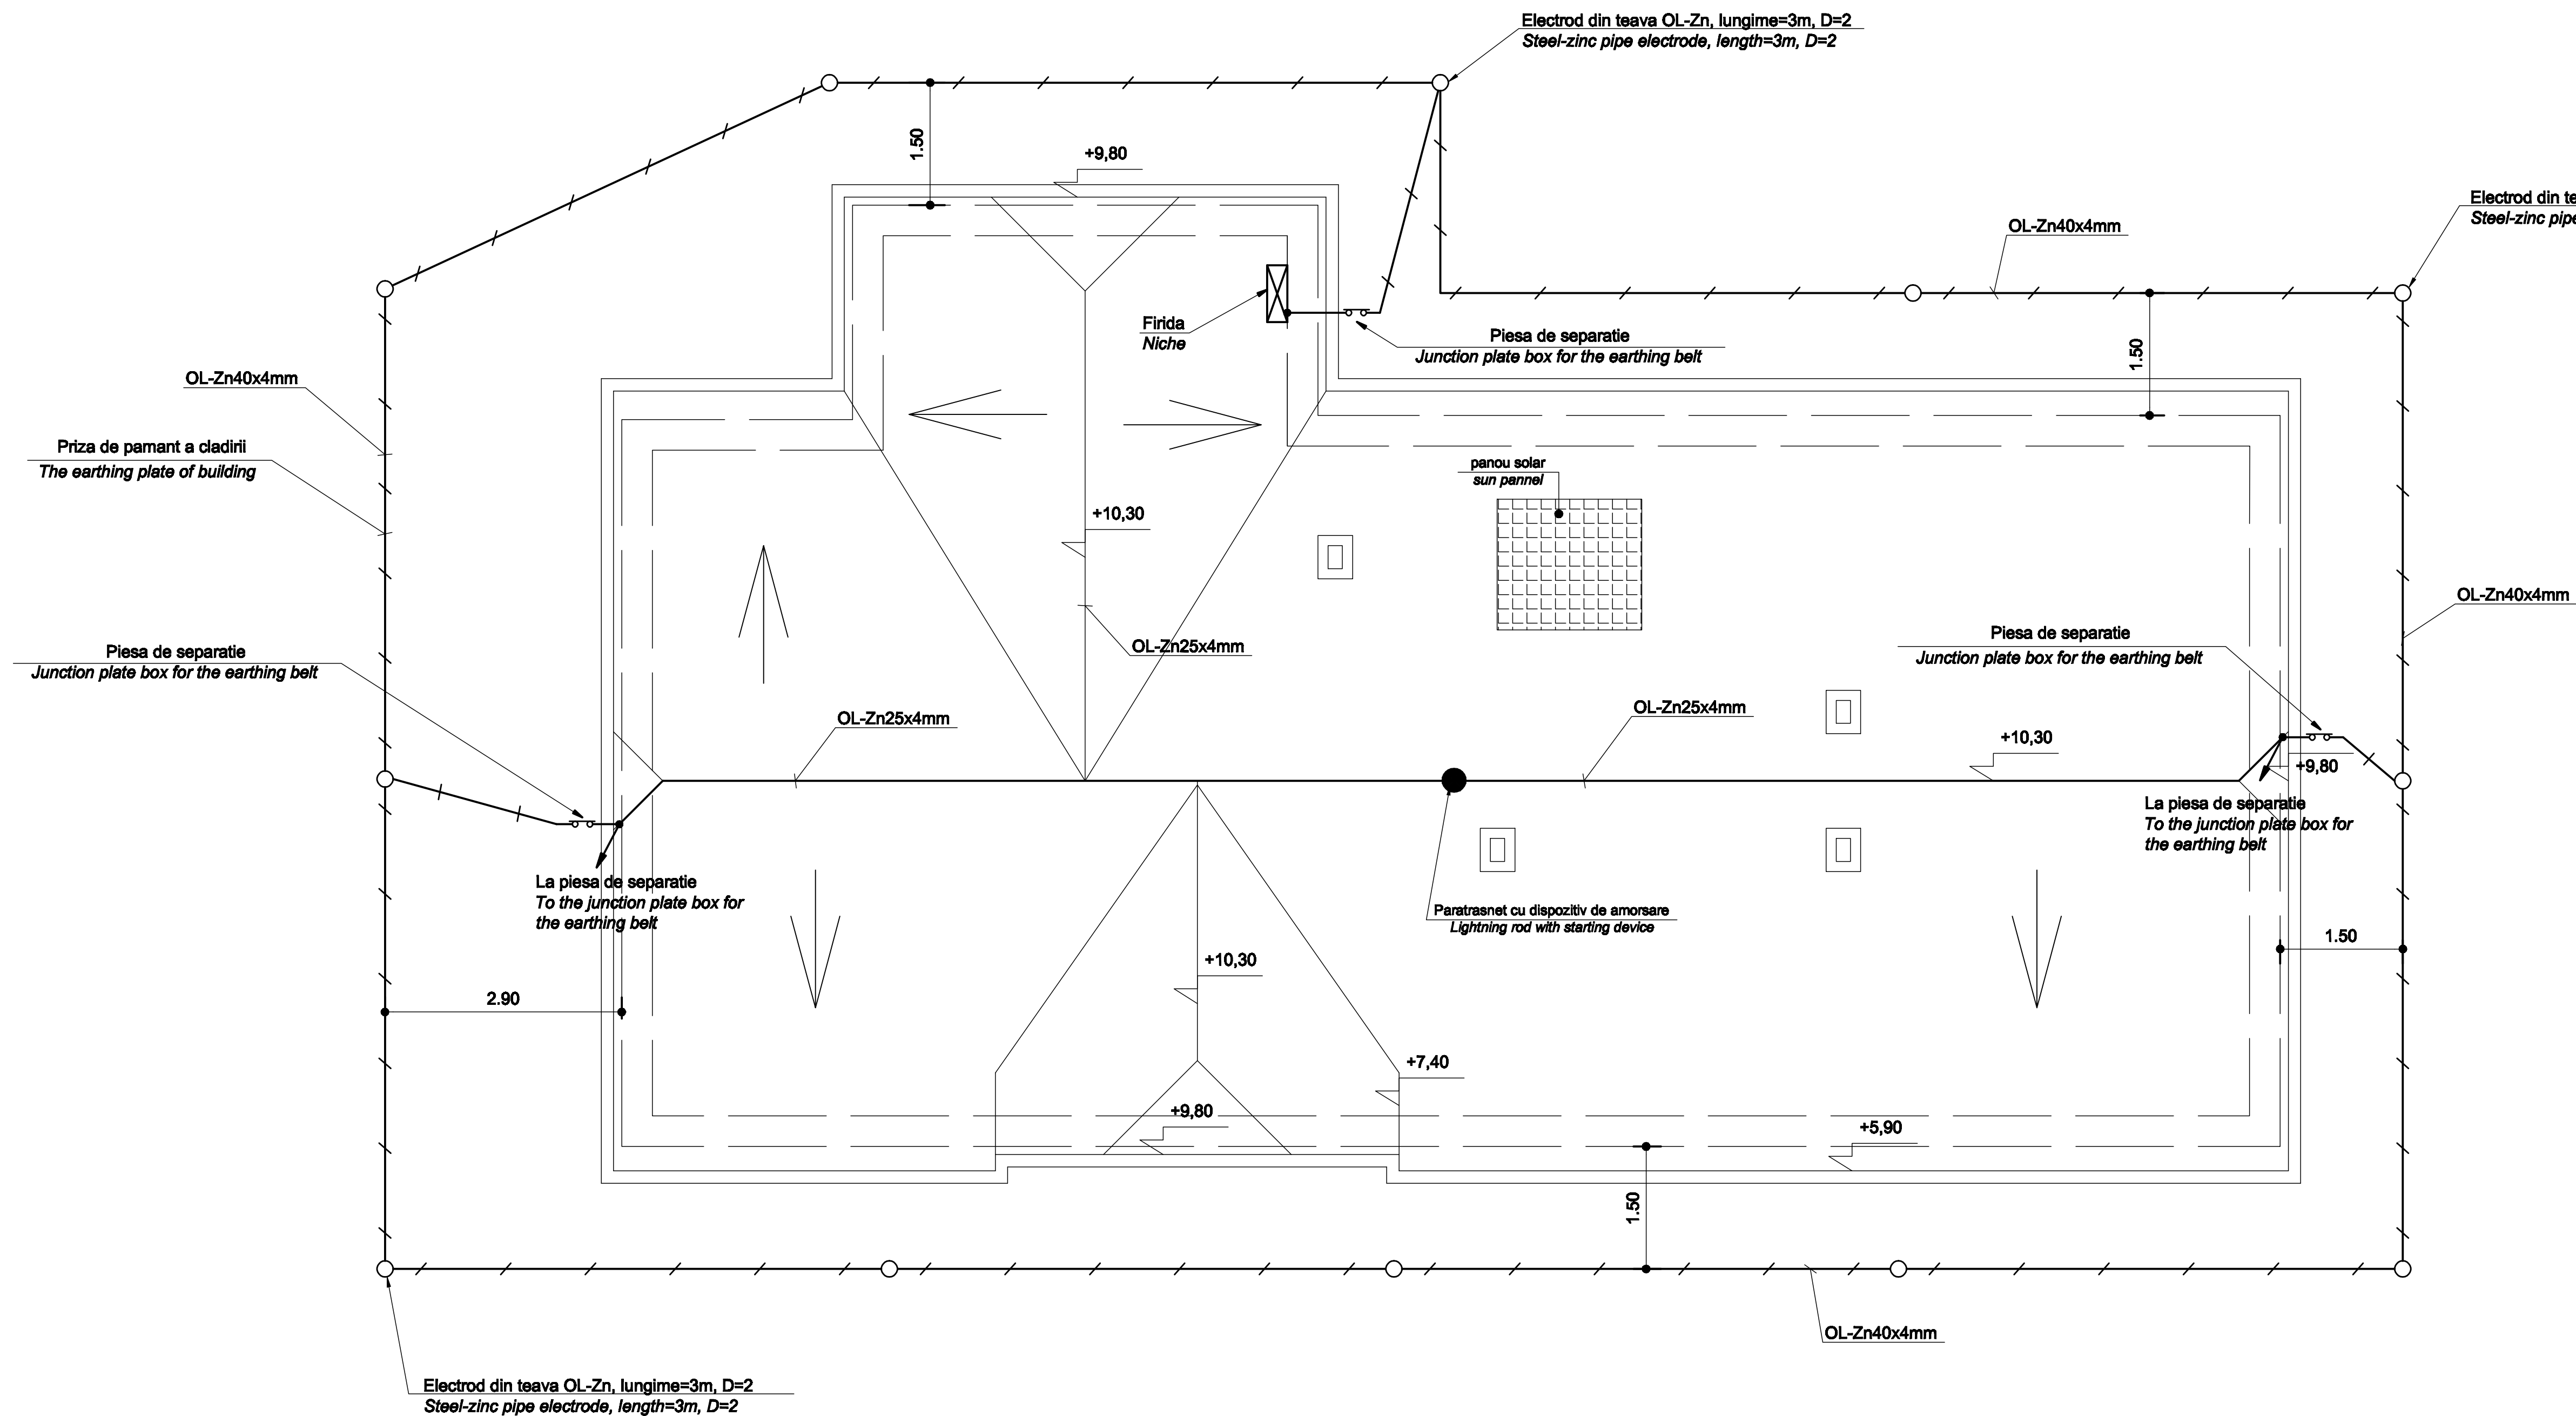 Electrod din teava OL-Zn, lungime=3m, D=2
Steel-zinc pipe electrode, length=3m, D=2
1.50
+9,80
Electrod din te
Steel-zinc pipe
OL-Zn40x4mm
Firida
Niche
Piesa de separatie
Junction plate box for the earthing belt
1.50
OL-Zn40x4mm
Priza de pamant a cladirii
The earthing plate of building
panou solar
sun pannel
+10,30
OL-Zn40x4mm
Piesa de separatie
Junction plate box for the earthing belt
OL-Zn25x4mm
Piesa de separatie
Junction plate box for the earthing belt
OL-Zn25x4mm
OL-Zn25x4mm
+10,30
+9,80
La piesa de separatie
To the junction plate box for
the earthing belt
La piesa de separatie
To the junction plate box for
the earthing belt
Paratrasnet cu dispozitiv de amorsare
Lightning rod with starting device
1.50
+10,30
2.90
+7,40
+9,80
+5,90
1.50
OL-Zn40x4mm
Electrod din teava OL-Zn, lungime=3m, D=2
Steel-zinc pipe electrode, length=3m, D=2